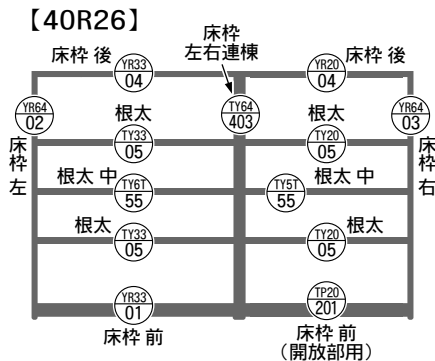 【40R26】
床枠
左右連棟
床枠 後
YR33
04
YR20
04
床枠 後
YR64
02
床枠 左
根太
TY33
05
TY64
403
根太
TY20
05
YR64
03
床枠 右
根太 中
TY6T
55
TY5T
55
根太 中
根太
TY33
05
TY20
05
根太
YR33
01
床枠 前
TP20
201
床枠 前
（開放部用）